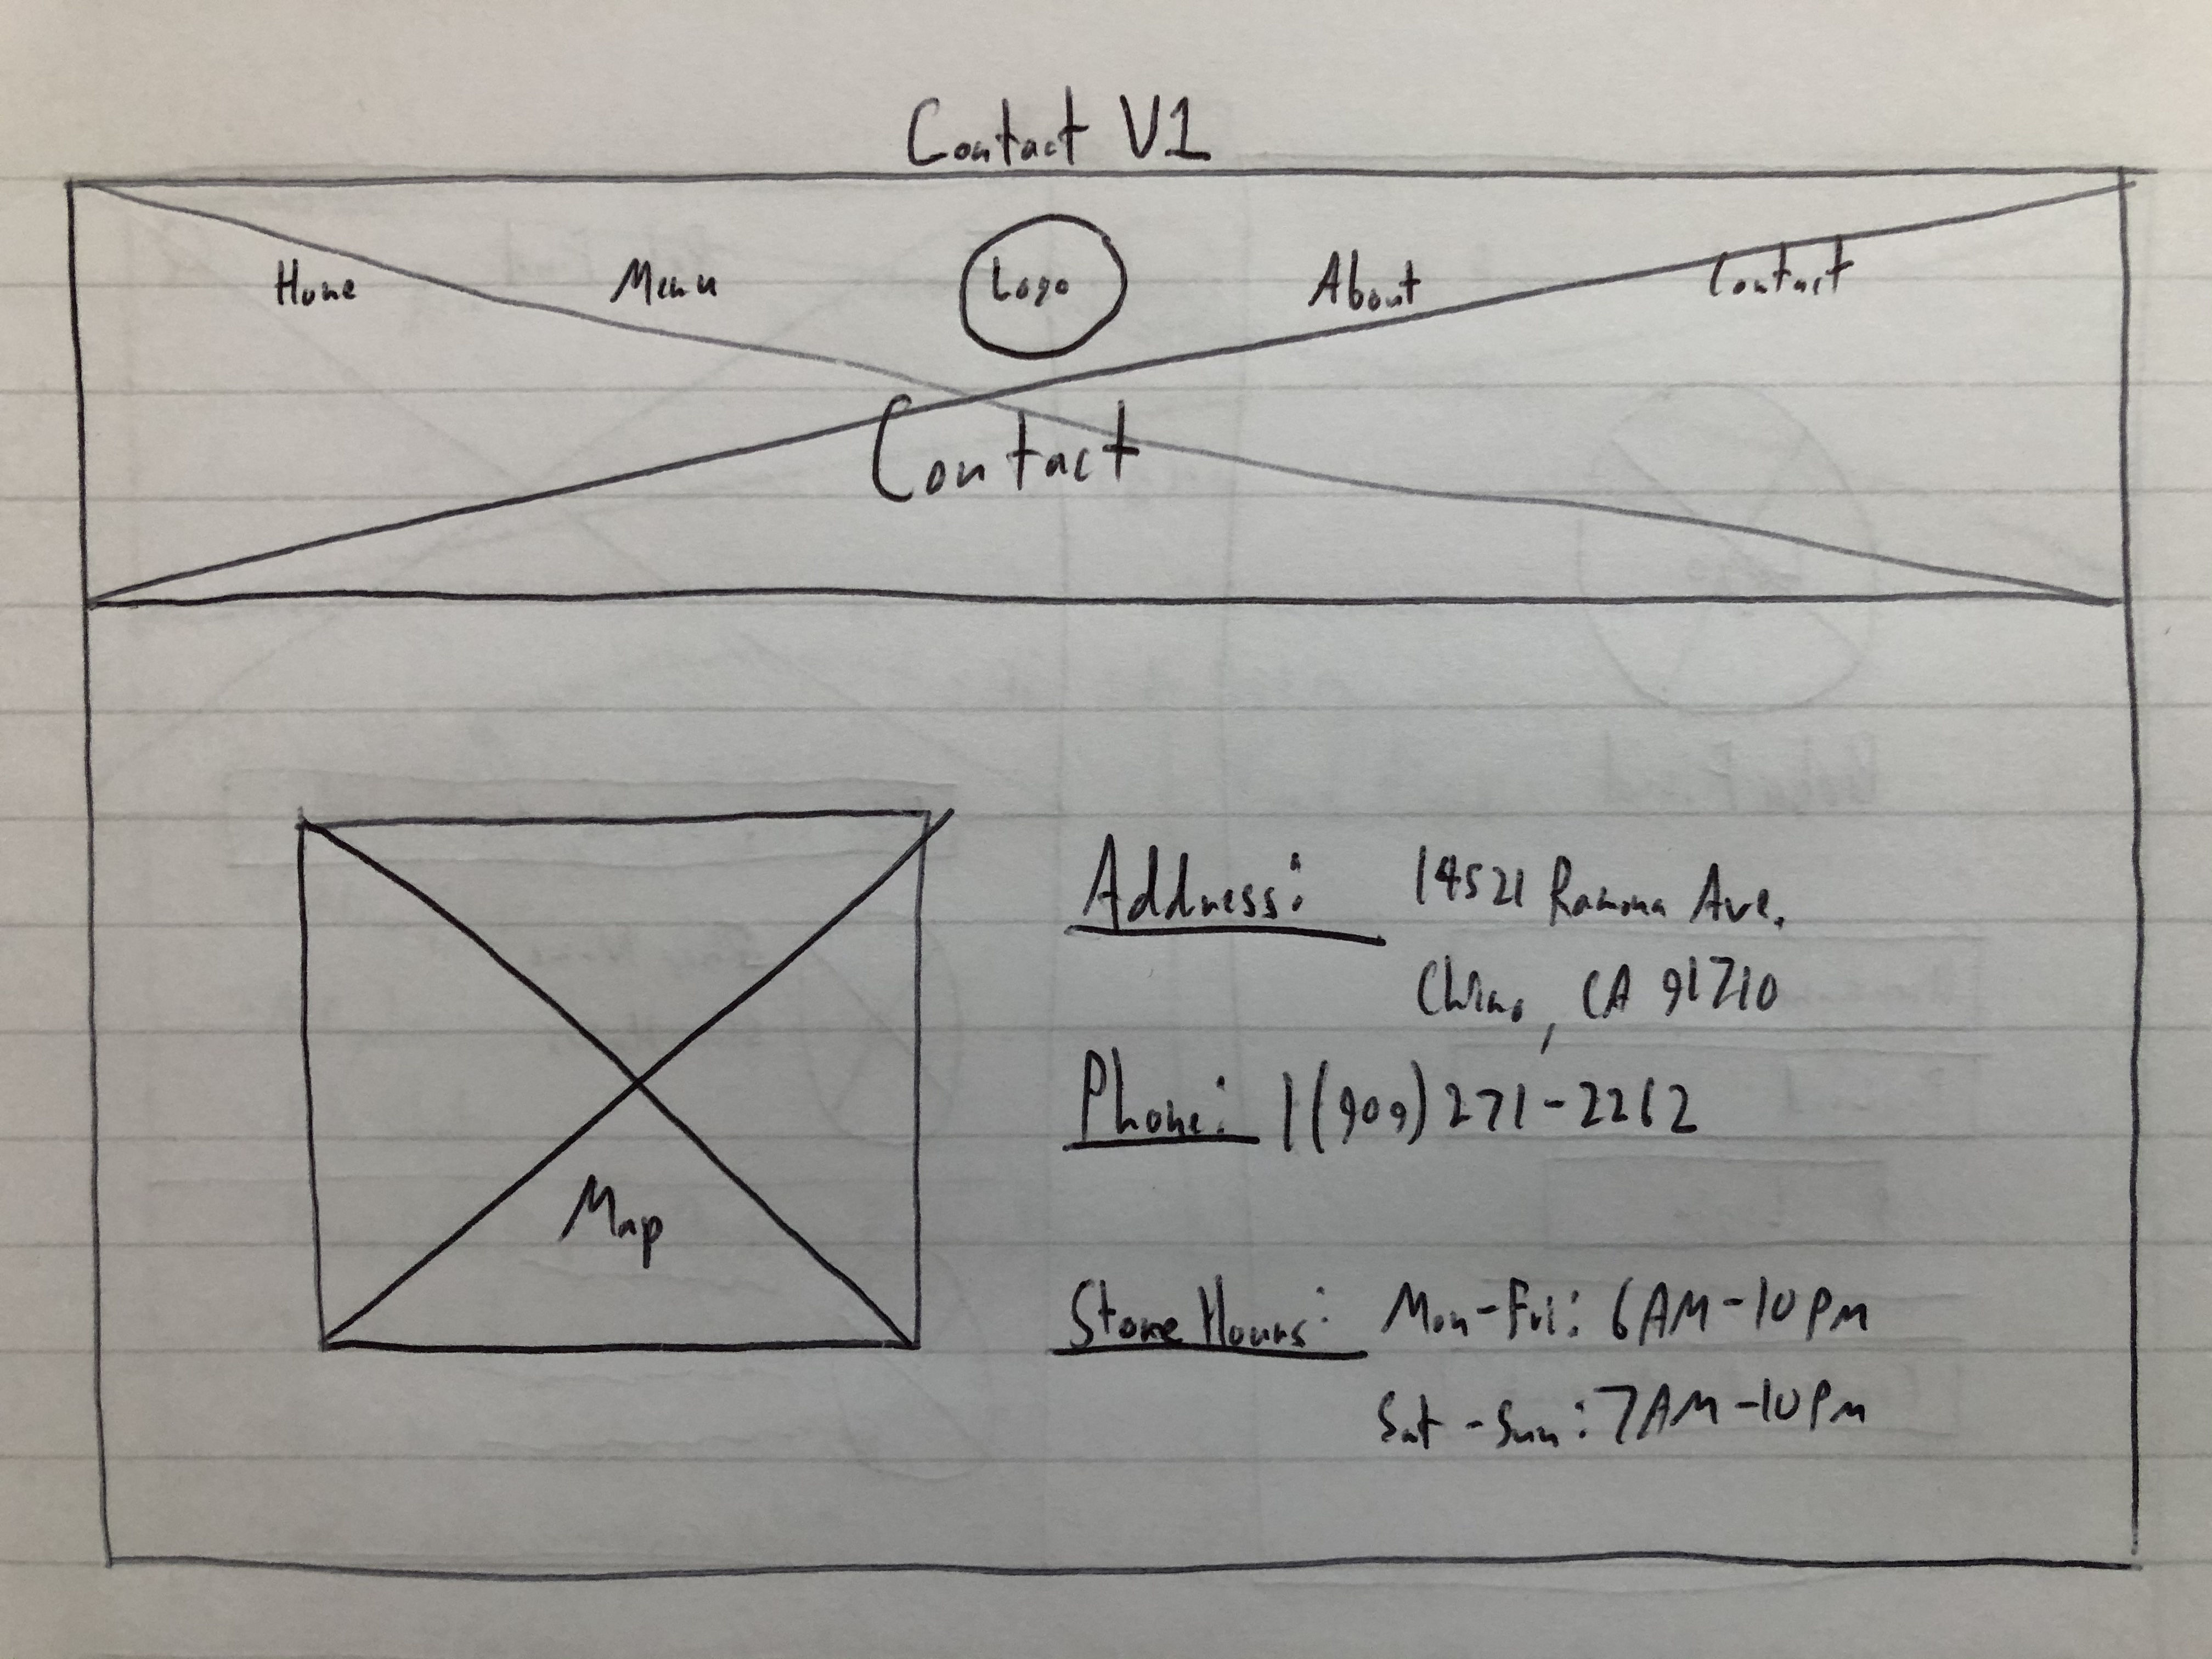 Contact V1
Home Menu Logo About Contact
Contact
Map
Address: 14521 Ramona Ave.
Chino, CA 91710
Phone: 1(909) 271-2262
Store Hours: Mon-Fri: 6AM-10PM
Sat-Sun: 7AM-10PM